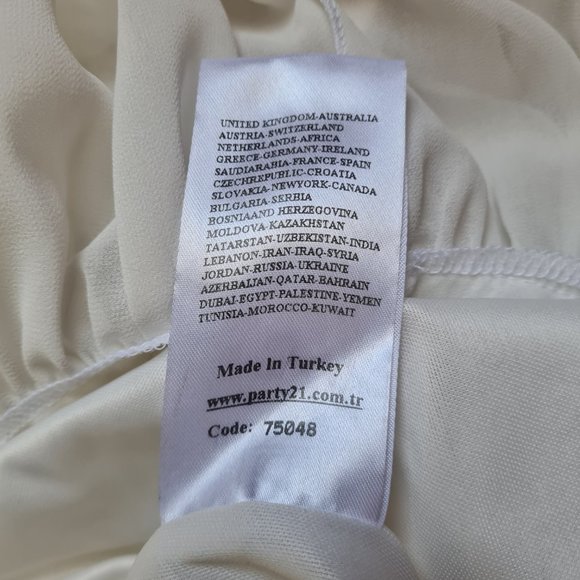 UNITED KINGDOM-AUSTRALIA
AUSTRIA-SWITZERLAND
NETHERLANDS-AFRICA
GREECE-GERMANY-IRELAND
SAUDIARABIA-FRANCE-SPAIN
CZECHREPUBLIC-CROATIA
SLOVAKIA-NEWYORK-CANADA
BULGARIA-SERBIA
BOSNIAAND HERZEGOVINA
MOLDOVA-KAZAKHSTAN
TATARSTAN-UZBEKISTAN-INDIA
LEBANON-IRAN-IRAQ-SYRIA
JORDAN-RUSSIA-UKRAINE
AZERBAIJAN-QATAR-BAHRAIN
DUBAI-EGYPT-PALESTINE-YEMEN
TUNISIA-MOROCCO-KUWAIT
Made In Turkey
www.party21.com.tr
Code: 75048